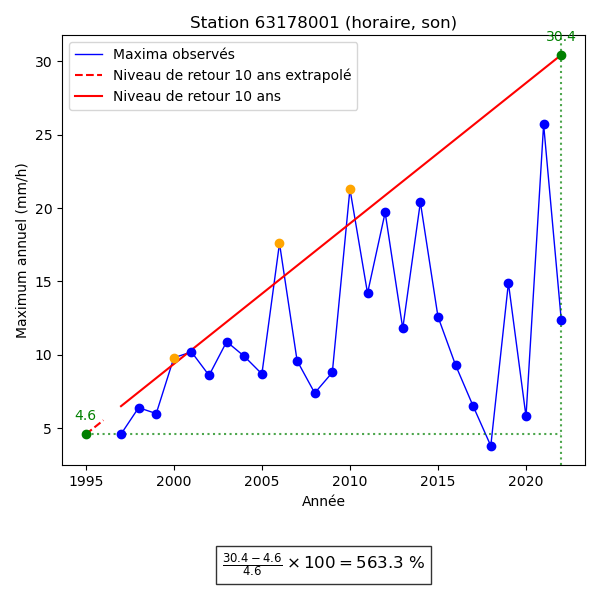 Station 63178001 (horaire, son)
30.4
Maxima observés
Niveau de retour 10 ans extrapolé
Niveau de retour 10 ans
30
25
20
15
10
5
Maximum annuel (mm/h)
4.6
1995 2000 2005 2010 2015 2020
Année
\frac{30.4 - 4.6}{4.6} × 100 = 563.3 %